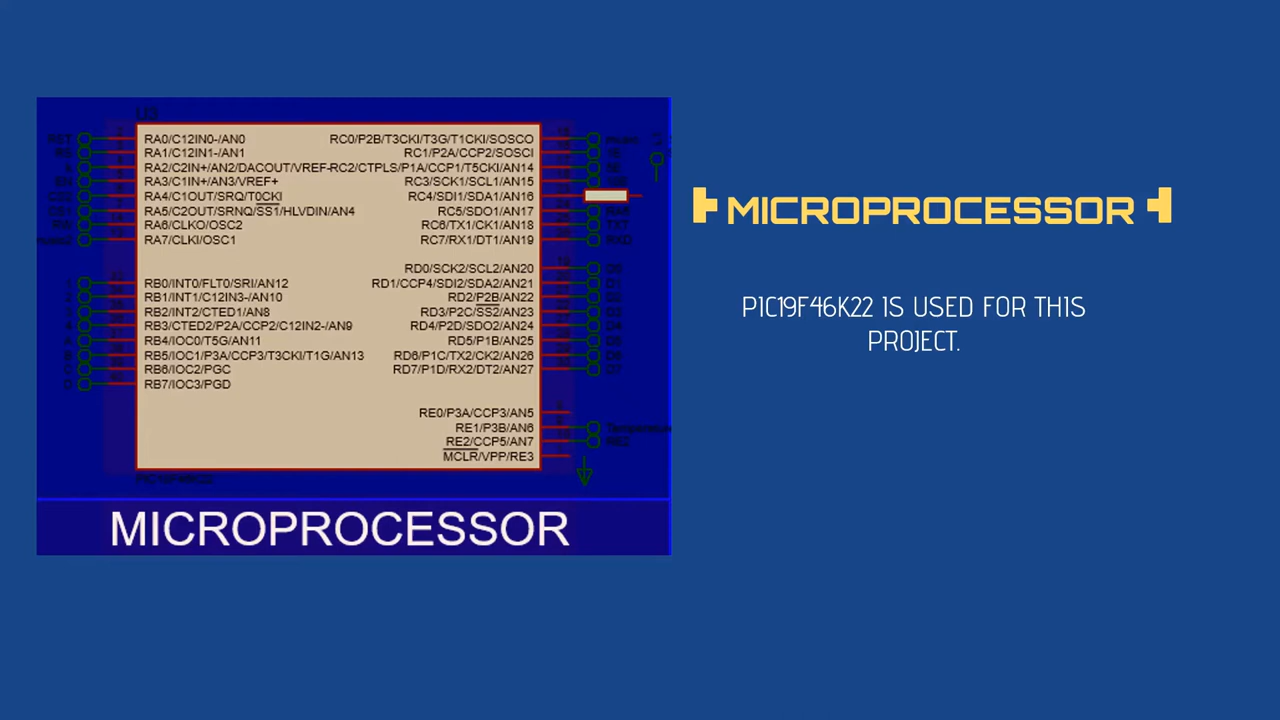 U3
RST
RA0/C12IN0-/AN0
RA1/C12IN1-/AN1
RA2/C2IN+/AN2/DACOUT/VREF-
RA3/C1IN+/AN3/VREF+
RA4/C1OUT/SRQ/T0CKI
RA5/C2OUT/SRNQ/SS1/HLVDIN/AN4
RA6/CLKO/OSC2
RA7/CLKI/OSC1
RB0/INT0/FLT0/SRI/AN12
RB1/INT1/C12IN3-/AN10
RB2/INT2/CTED1/AN8
RB3/CTED2/P2A/CCP2/C12IN2-/AN9
RB4/IOC0/T5G/AN11
RB5/IOC1/P3A/CCP3/T3CKI/T1G/AN13
RB6/IOC2/PGC
RB7/IOC3/PGD
RC0/P2B/T3CKI/T3G/T1CKI/SOSCO
RC1/P2A/CCP2/SOSCI
RC2/CTPLS/P1A/CCP1/T5CKI/AN14
RC3/SCK1/SCL1/AN15
RC4/SDI1/SDA1/AN16
RC5/SDO1/AN17
RC6/TX1/CK1/AN18
RC7/RX1/DT1/AN19
RD0/SCK2/SCL2/AN20
RD1/CCP4/SDI2/SDA2/AN21
RD2/P2B/AN22
RD3/P2C/SS2/AN23
RD4/P2D/SDO2/AN24
RD5/P1B/AN25
RD6/P1C/TX2/CK2/AN26
RD7/P1D/RX2/DT2/AN27
RE0/P3A/CCP3/AN5
RE1/P3B/AN6
RE2/CCP5/AN7
MCLR/VPP/RE3
TXT
RXD
MICROPROCESSOR
MICROPROCESSOR
PIC19F46K22 IS USED FOR THIS
PROJECT.